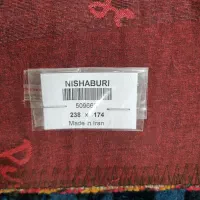 NISHABURI
238 x 174
Made in Iran